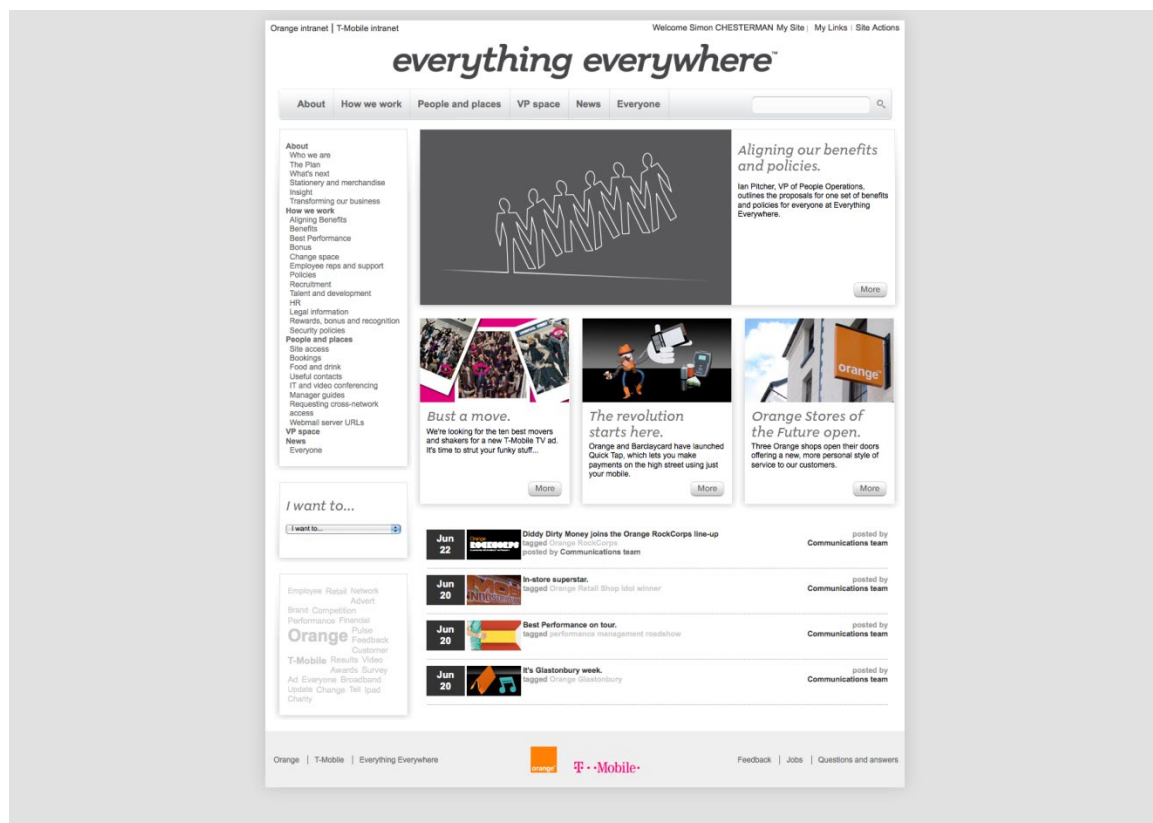 Orange intranet | T-Mobile intranet
Welcome Simon CHESTERMAN My Site | My Links | Site Actions
everything everywhere™
About How we work People and places VP space News Everyone
About
Who we are
The Plan
What's next
Stationery and merchandise
Insight
Transforming our business
How we work
Aligning Benefits
Benefits
Best Performance
Bonus
Change space
Employee reps and support
Policies
Recruitment
Talent and development
HR
Legal information
Rewards, bonus and recognition
Security policies
People and places
Site access
Bookings
Food and drink
Useful contacts
IT and video conferencing
Manager guides
Requesting cross-network
access
Webmail server URLs
VP space
News
Everyone
Aligning our benefits
and policies.
Ian Pitcher, VP of People Operations,
outlines the proposals for one set of benefits
and policies for everyone at Everything
Everywhere.
More
Bust a move.
We're looking for the ten best movers
and shakers for a new T-Mobile TV ad.
It's time to strut your funky stuff...
More
The revolution
starts here.
Orange and Barclaycard have launched
Quick Tap, which lets you make
payments on the high street using just
your mobile.
More
orange™
Orange Stores of
the Future open.
Three Orange shops open their doors
offering a new, more personal style of
service to our customers.
More
I want to...
I want to...
Employee Retail Network
Advert
Brand Competition
Performance Financial
Orange Pulse
Feedback
Customer
T-Mobile Results Video
Awards Survey
Ad Everyone Broadband
Update Change Tell Ipad
Charity
Jun
22
Orange
ROCKCORPS
Diddy Dirty Money joins the Orange RockCorps line-up
tagged Orange RockCorps
posted by Communications team
posted by
Communications team
Jun
20
In-store superstar.
tagged Orange Retail Shop Idol winner
posted by
Communications team
Jun
20
Best Performance on tour.
tagged performance management roadshow
posted by
Communications team
Jun
20
It's Glastonbury week.
tagged Orange Glastonbury
posted by
Communications team
Orange | T-Mobile | Everything Everywhere
orange™
T··Mobile·
Feedback | Jobs | Questions and answers